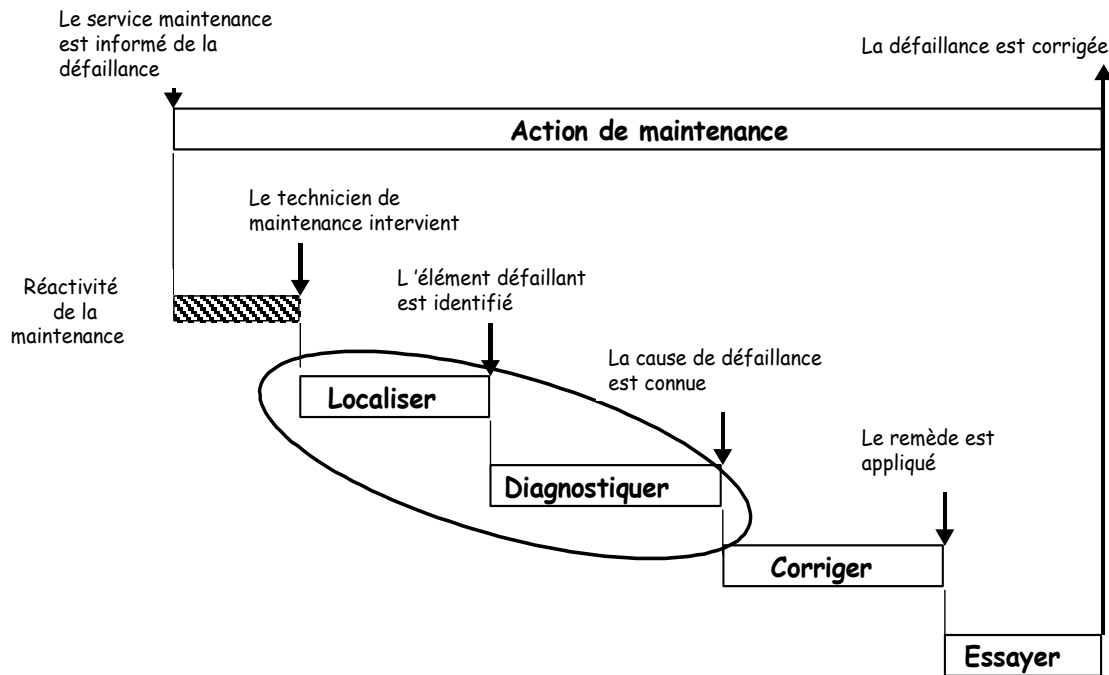 Le service maintenance
est informé de la
défaillance
La défaillance est corrigée
Action de maintenance
Le technicien de
maintenance intervient
Réactivité
de la
maintenance
L 'élément défaillant
est identifié
Localiser
La cause de défaillance
est connue
Diagnostiquer
Le remède est
appliqué
Corriger
Essayer